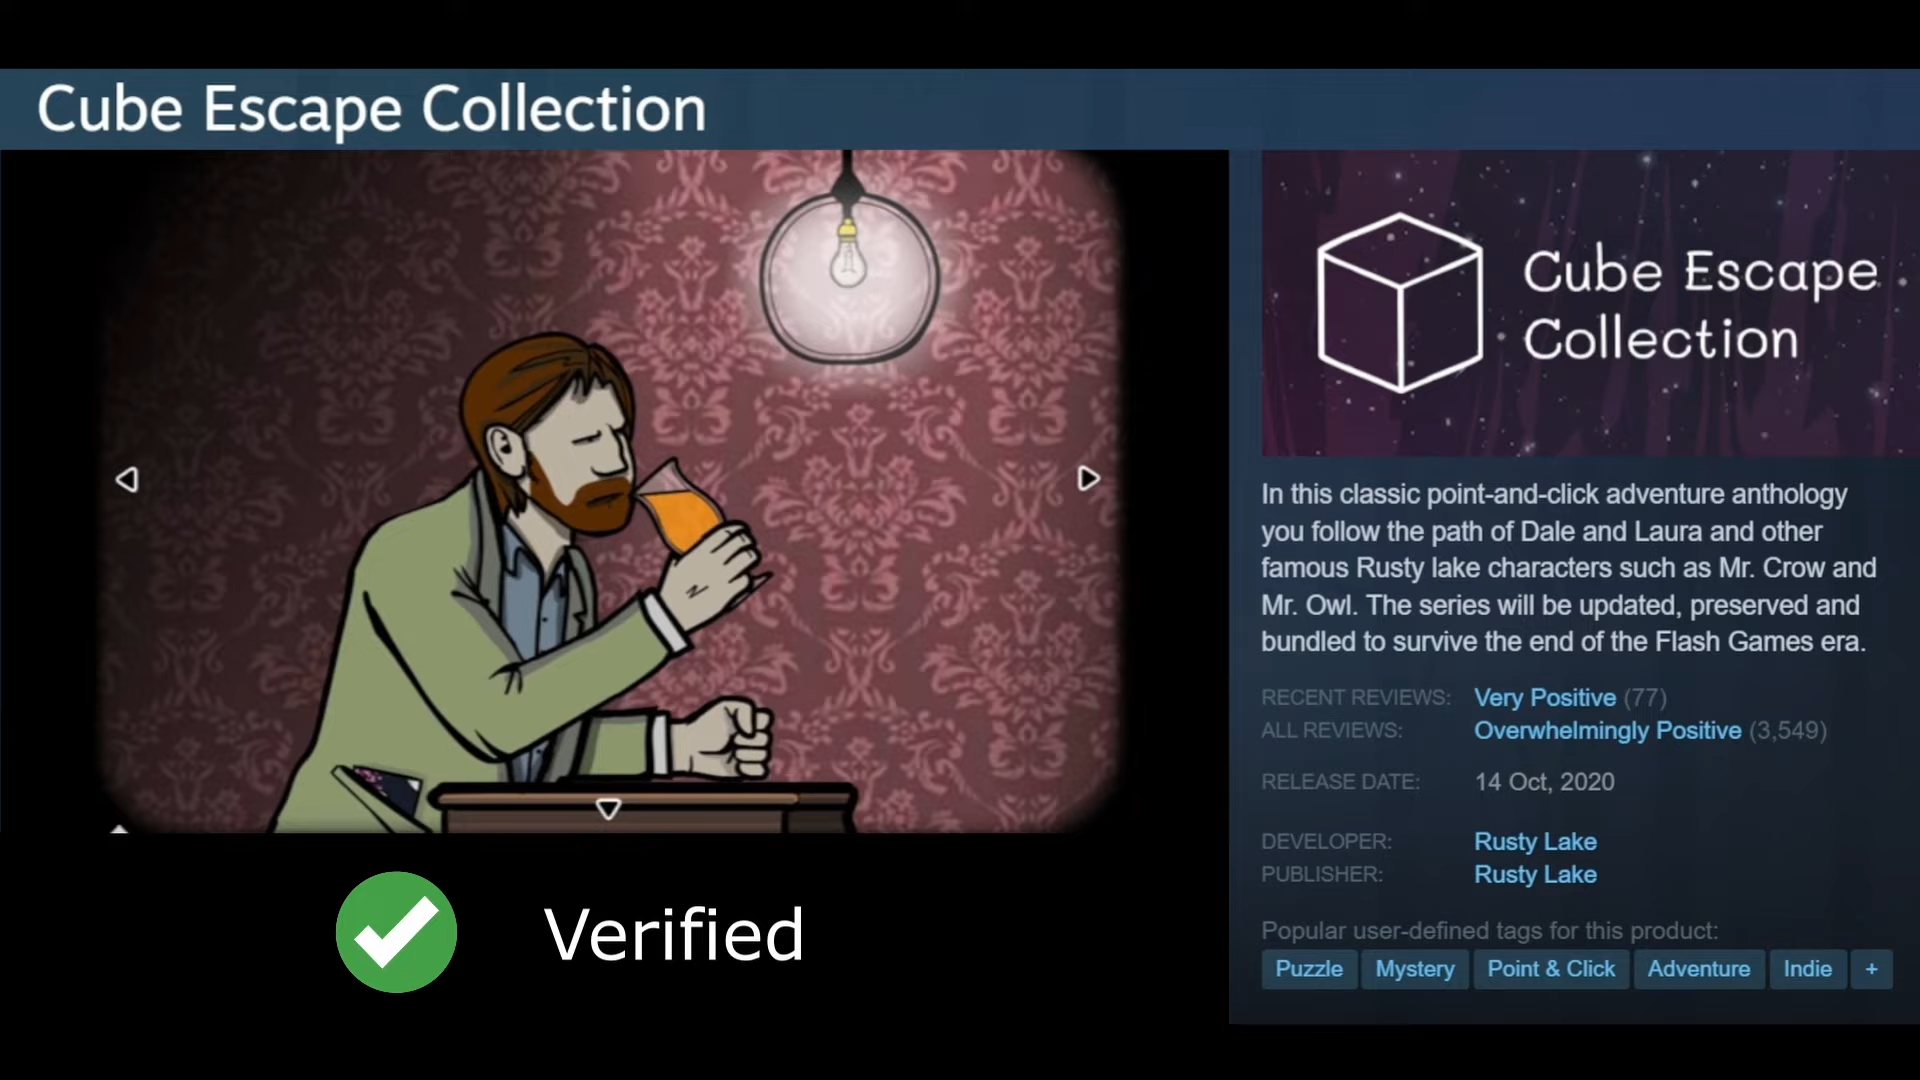 Cube Escape Collection
Cube Escape
Collection
In this classic point-and-click adventure anthology
you follow the path of Dale and Laura and other
famous Rusty lake characters such as Mr. Crow and
Mr. Owl. The series will be updated, preserved and
bundled to survive the end of the Flash Games era.
RECENT REVIEWS: Very Positive (77)
ALL REVIEWS: Overwhelmingly Positive (3,549)
RELEASE DATE: 14 Oct, 2020
DEVELOPER: Rusty Lake
PUBLISHER: Rusty Lake
Popular user-defined tags for this product:
Puzzle Mystery Point & Click Adventure Indie +
Verified